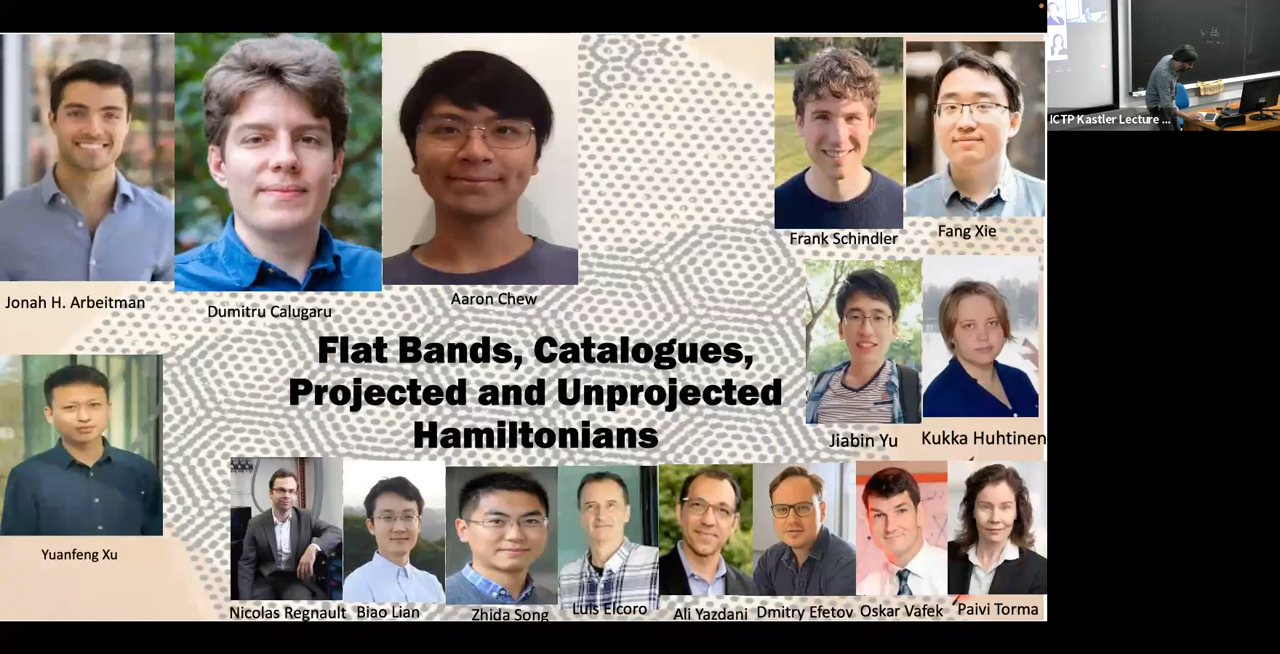 ICTP Kastler Lecture ...
Frank Schindler
Fang Xie
Jonah H. Arbeitman
Dumitru Calugaru
Aaron Chew
Flat Bands, Catalogues,
Projected and Unprojected
Hamiltonians
Jiabin Yu
Kukka Huhtinen
Yuanfeng Xu
Nicolas Regnault
Biao Lian
Zhida Song
Luis Elcoro
Ali Yazdani
Dmitry Efetov
Oskar Vafek
Paivi Torma